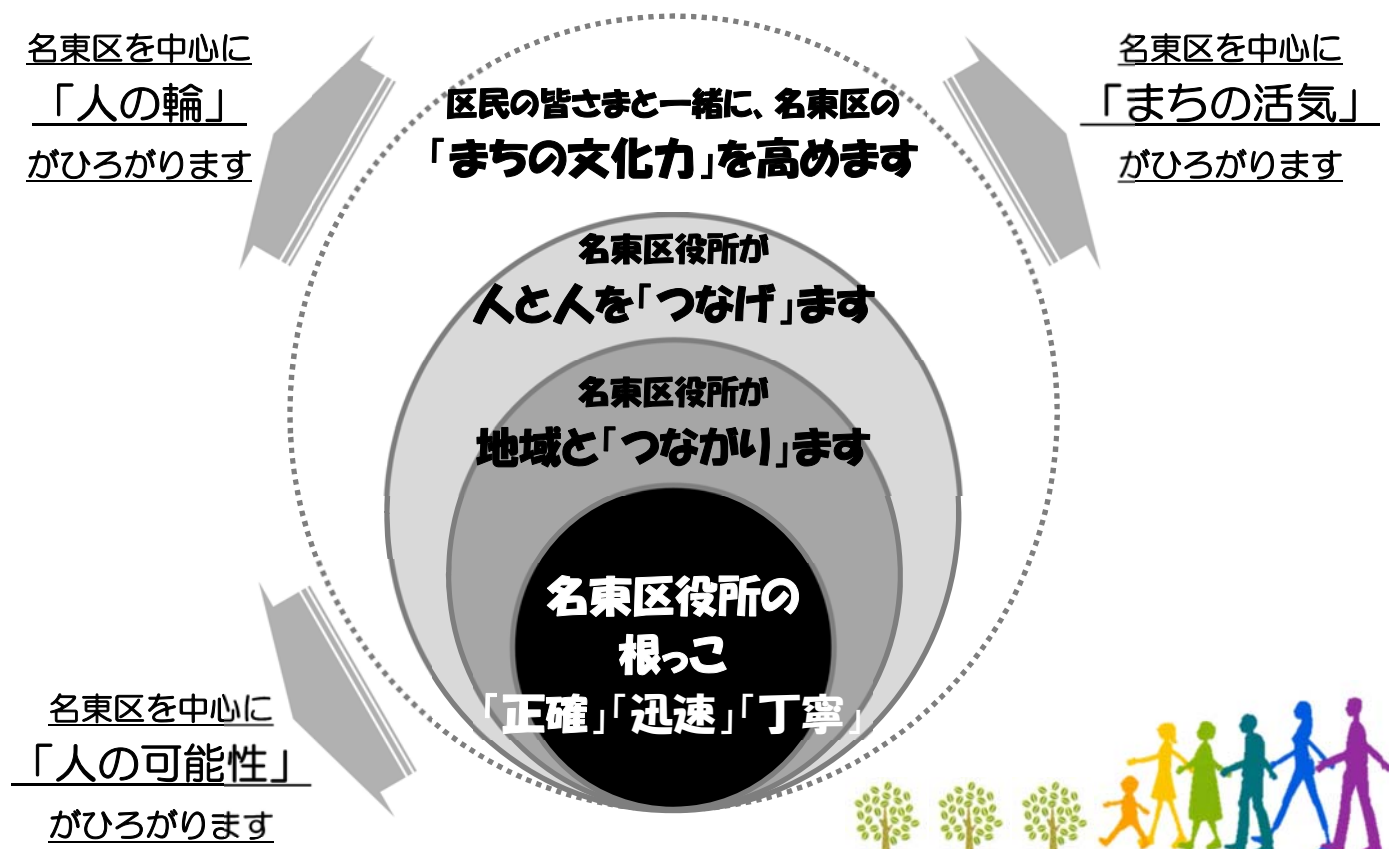 名東区を中心に
「人の輪」
がひろがります
区民の皆さまと一緒に、名東区の
「まちの文化力」を高めます
名東区を中心に
「まちの活気」
がひろがります
名東区役所が
人と人を「つなげ」ます
名東区役所が
地域と「つながり」ます
名東区役所の
根っこ
「正確」「迅速」「丁寧」
名東区を中心に
「人の可能性」
がひろがります